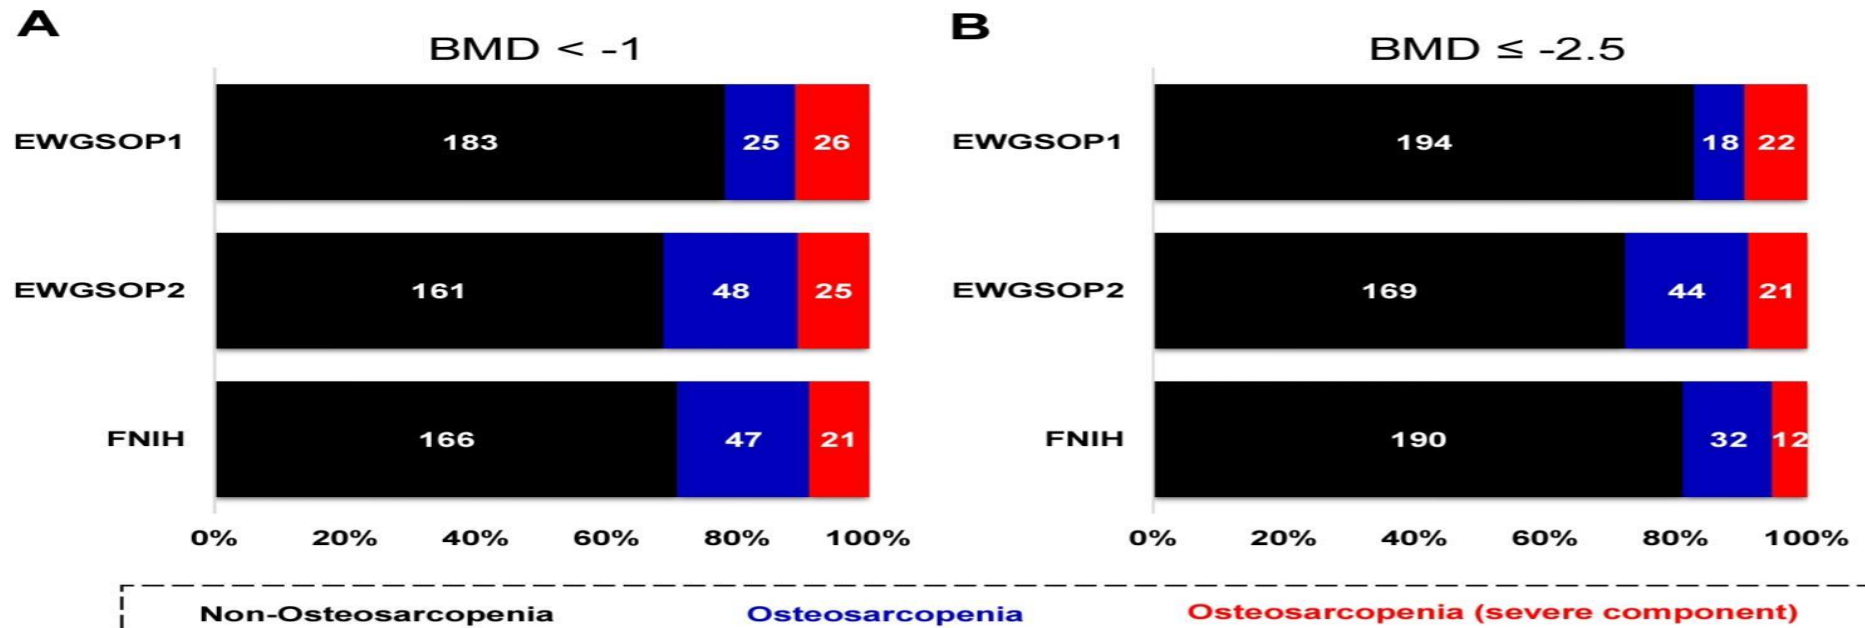 A
BMD < -1
EWGSOP1 183 25 26
EWGSOP2 161 48 25
FNIH 166 47 21
0% 20% 40% 60% 80% 100%
B
BMD ≤ -2.5
EWGSOP1 194 18 22
EWGSOP2 169 44 21
FNIH 190 32 12
0% 20% 40% 60% 80% 100%
Non-Osteosarcopenia Osteosarcopenia Osteosarcopenia (severe component)